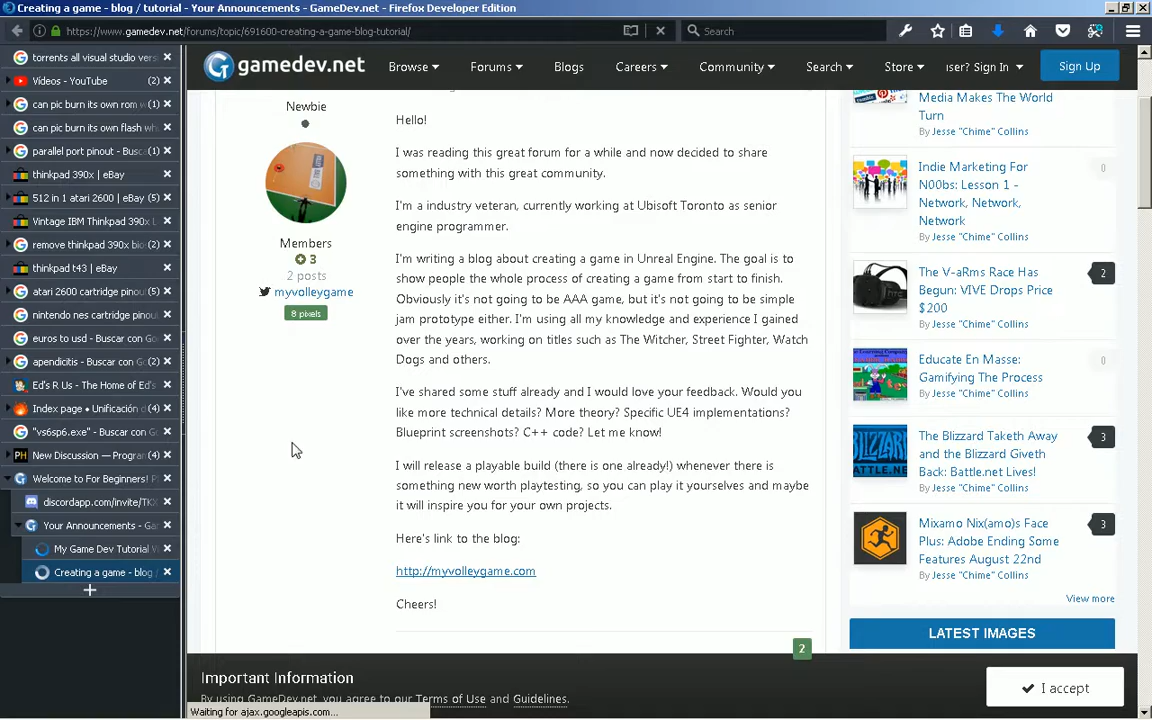 Creating a game - blog / tutorial - Your Announcements - GameDev.net - Firefox Developer Edition
https://www.gamedev.net/forums/topic/691600-creating-a-game-blog-tutorial/
Search
torrents all visual studio vers
Vídeos - YouTube (2)
can pic burn its own rom w (1)
can pic burn its own flash wh
parallel port pinout - Busca (1)
thinkpad 390x | eBay
512 in 1 atari 2600 | eBay (5)
Vintage IBM Thinkpad 390x L
remove thinkpad 390x bio (2)
thinkpad t43 | eBay
atari 2600 cartridge pinou (2)
nintendo nes cartridge pinout
euros to usd - Buscar con Go
apendicitis - Buscar con G (2)
Ed's R Us - The Home of Ed's
Index page • Unificación d (4)
"vs6sp6.exe" - Buscar con Go
New Discussion — Progran (4)
Welcome to For Beginners! P
discordapp.com/invite/TK
Your Announcements - Ga
My Game Dev Tutorial V
Creating a game - blog /
gamedev.net
Browse
Forums
Blogs
Careers
Community
Search
Store
user? Sign In
Sign Up
Newbie
Members
3
2 posts
myvolleygame
8 pixels
Hello!
I was reading this great forum for a while and now decided to share
something with this great community.
I'm a industry veteran, currently working at Ubisoft Toronto as senior
engine programmer.
I'm writing a blog about creating a game in Unreal Engine. The goal is to
show people the whole process of creating a game from start to finish.
Obviously it's not going to be AAA game, but it's not going to be simple
jam prototype either. I'm using all my knowledge and experience I gained
over the years, working on titles such as The Witcher, Street Fighter, Watch
Dogs and others.
I've shared some stuff already and I would love your feedback. Would you
like more technical details? More theory? Specific UE4 implementations?
Blueprint screenshots? C++ code? Let me know!
I will release a playable build (there is one already!) whenever there is
something new worth playtesting, so you can play it yourselves and maybe
it will inspire you for your own projects.
Here's link to the blog:
http://myvolleygame.com
Cheers!
2
Media Makes The World
Turn
By Jesse "Chime" Collins
Indie Marketing For
N00bs: Lesson 1 -
Network, Network,
Network
By Jesse "Chime" Collins
0
The V-aRms Race Has
Begun: VIVE Drops Price
$200
By Jesse "Chime" Collins
2
Educate En Masse:
Gamifying The Process
By Jesse "Chime" Collins
0
The Blizzard Taketh Away
and the Blizzard Giveth
Back: Battle.net Lives!
By Jesse "Chime" Collins
3
Mixamo Nix(amo)s Face
Plus: Adobe Ending Some
Features August 22nd
By Jesse "Chime" Collins
3
View more
LATEST IMAGES
Important Information
By using GameDev.net, you agree to our Terms of Use and Guidelines.
I accept
Waiting for ajax.googleapis.com...